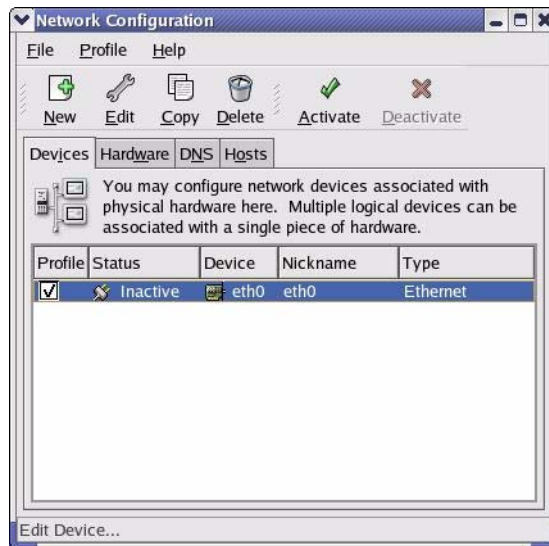 Network Configuration
File Profile Help
New Edit Copy Delete Activate Deactivate
Devices Hardware DNS Hosts
You may configure network devices associated with
physical hardware here. Multiple logical devices can be
associated with a single piece of hardware.
Profile Status Device Nickname Type
Inactive eth0 eth0 Ethernet
Edit Device...